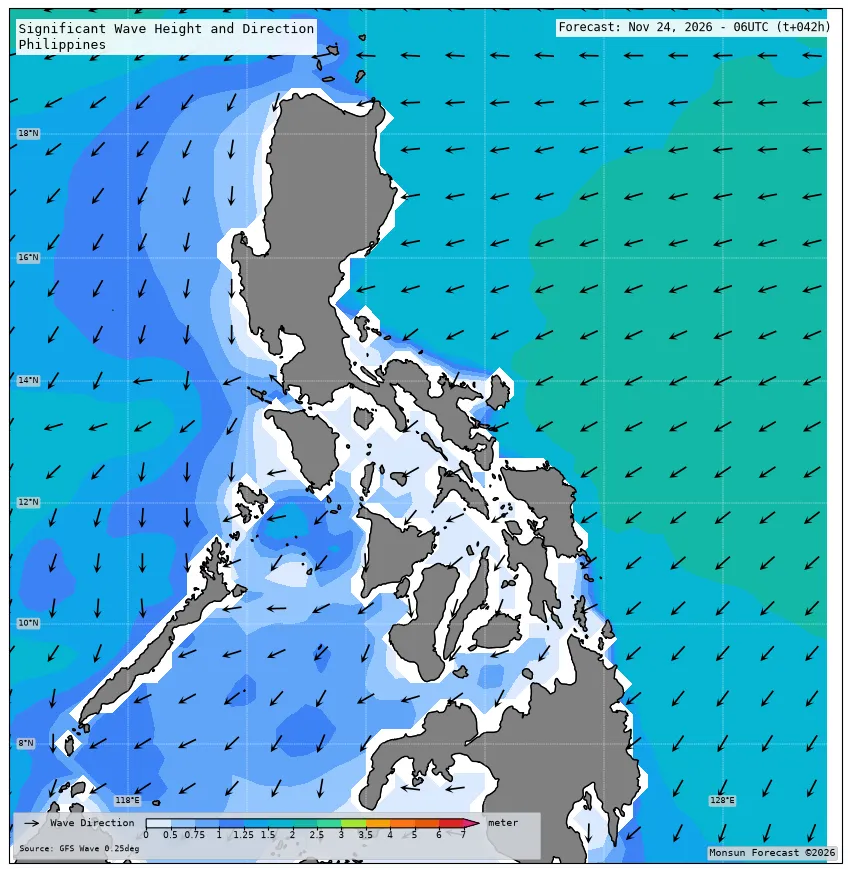 Significant Wave Height and Direction
Philippines
Forecast: Nov 24, 2026 - 06UTC (t+042h)
18°N
16°N
14°N
12°N
10°N
8°N
118°E
128°E
Wave Direction
0 0.5 0.75 1 1.25 1.5 2 2.5 3 3.5 4 5 6 7
meter
Source: GFS Wave 0.25deg
Monsun Forecast ©2026